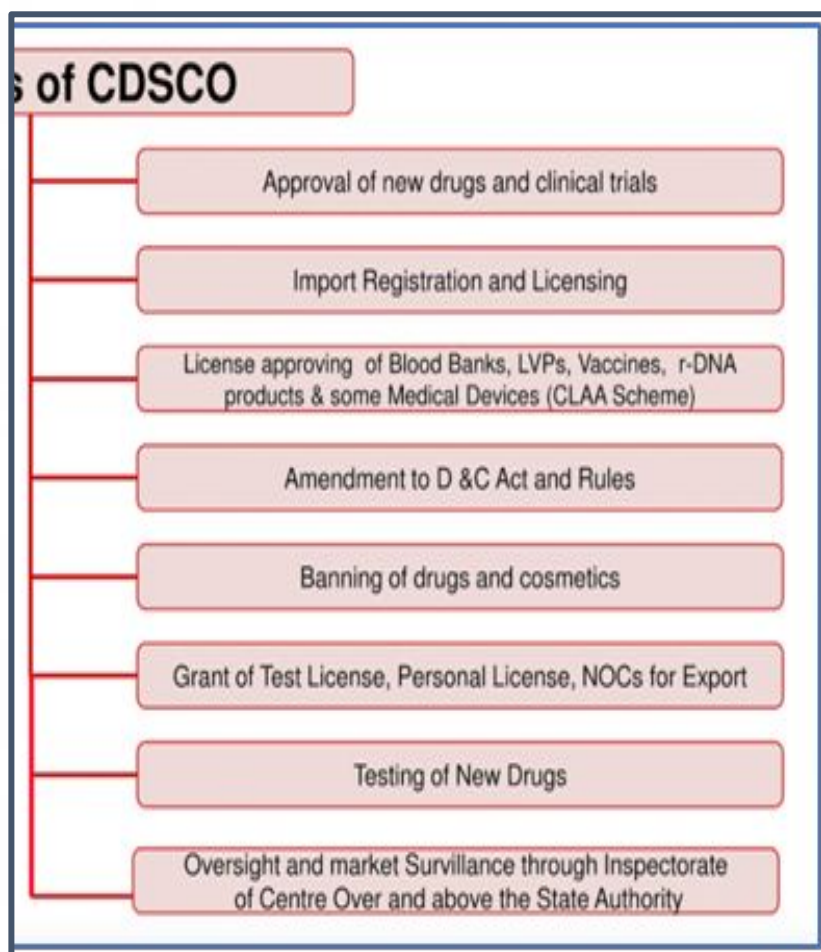 s of CDSCO
Approval of new drugs and clinical trials
Import Registration and Licensing
License approving of Blood Banks, LVPs, Vaccines, r-DNA
products & some Medical Devices (CLAA Scheme)
Amendment to D &C Act and Rules
Banning of drugs and cosmetics
Grant of Test License, Personal License, NOCs for Export
Testing of New Drugs
Oversight and market Survillance through Inspectorate
of Centre Over and above the State Authority